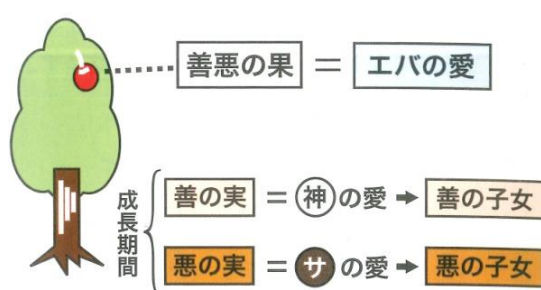 善悪の果 = エバの愛
成長期間
善の実 = 神の愛 → 善の子女
悪の実 = サの愛 → 悪の子女